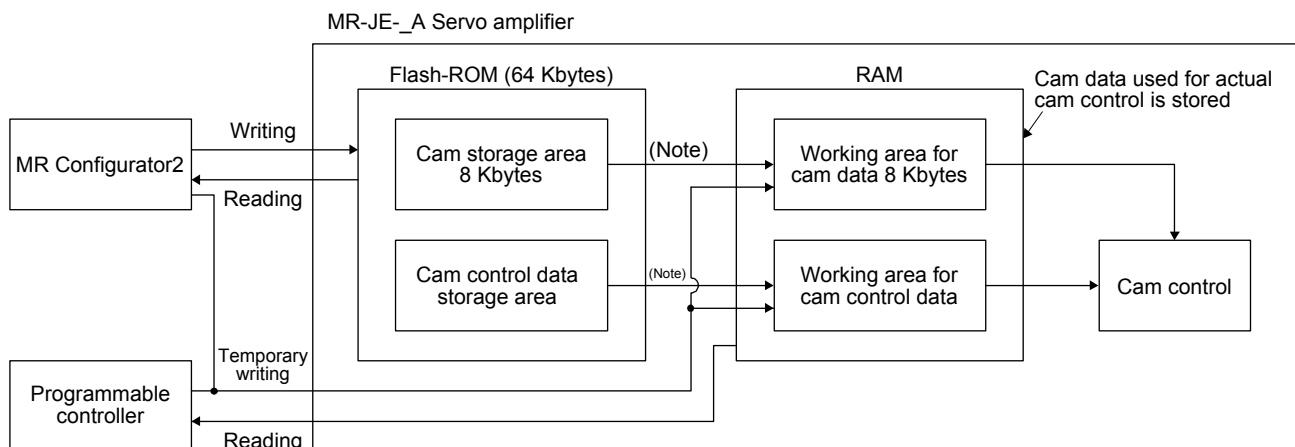 MR-JE-_A Servo amplifier
Flash-ROM (64 Kbytes)
RAM
Cam data used for actual
cam control is stored
MR Configurator2
Writing
Reading
Cam storage area
8 Kbytes
(Note)
Working area for
cam data 8 Kbytes
Cam control data
storage area
(Note)
Working area for
cam control data
Cam control
Programmable
controller
Temporary
writing
Reading